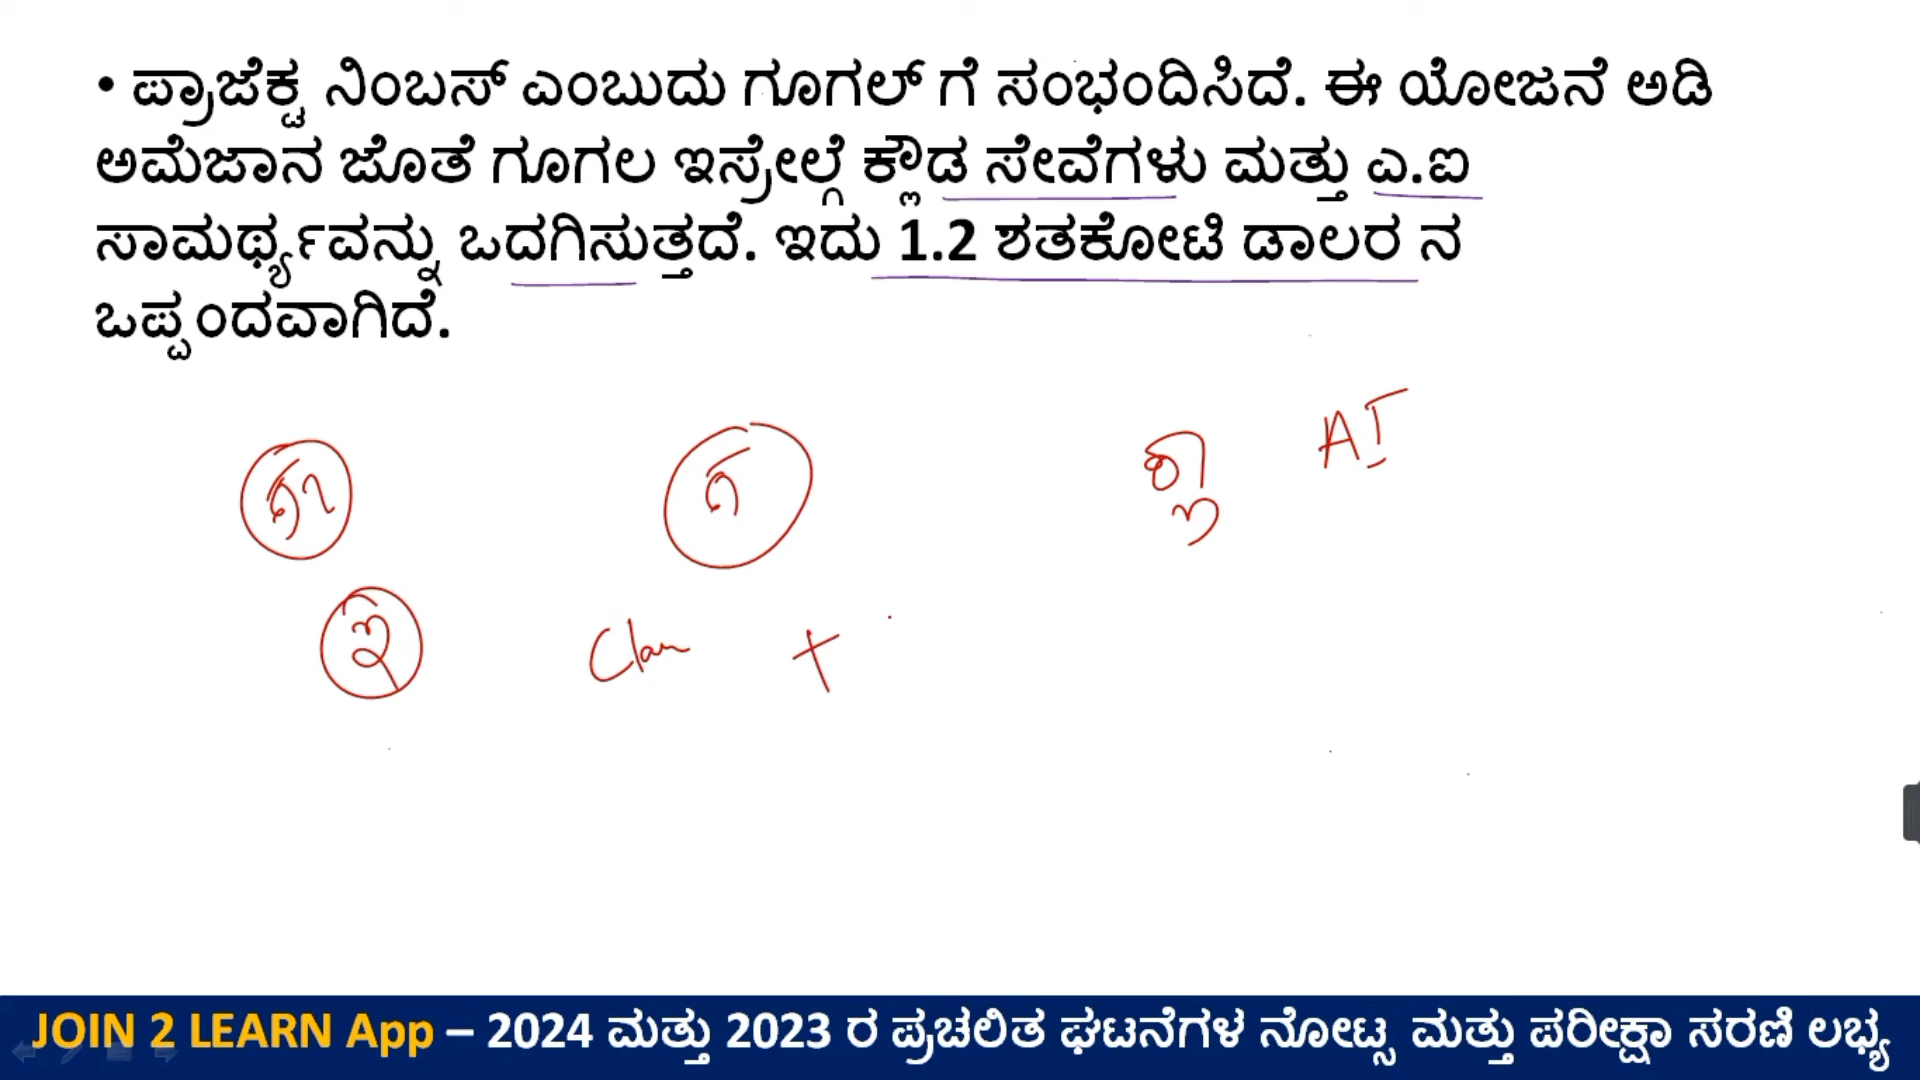 • ಪ್ರಾಜೆಕ್ಟ ನಿಂಬಸ್ ಎಂಬುದು ಗೂಗಲ್ ಗೆ ಸಂಭಂದಿಸಿದೆ. ಈ ಯೋಜನೆ ಅಡಿ
ಅಮೆಜಾನ ಜೊತೆ ಗೂಗಲ ಇಸ್ರೇಲ್ಗೆ ಕ್ಲೌಡ ಸೇವೆಗಳು ಮತ್ತು ಎ.ಐ
ಸಾಮರ್ಥ್ಯವನ್ನು ಒದಗಿಸುತ್ತದೆ. ಇದು 1.2 ಶತಕೋಟಿ ಡಾಲರ ನ
ಒಪ್ಪಂದವಾಗಿದೆ.
AI
JOIN 2 LEARN App – 2024 ಮತ್ತು 2023 ರ ಪ್ರಚಲಿತ ಘಟನೆಗಳ ನೋಟ್ಸ ಮತ್ತು ಪರೀಕ್ಷಾ ಸರಣಿ ಲಭ್ಯ